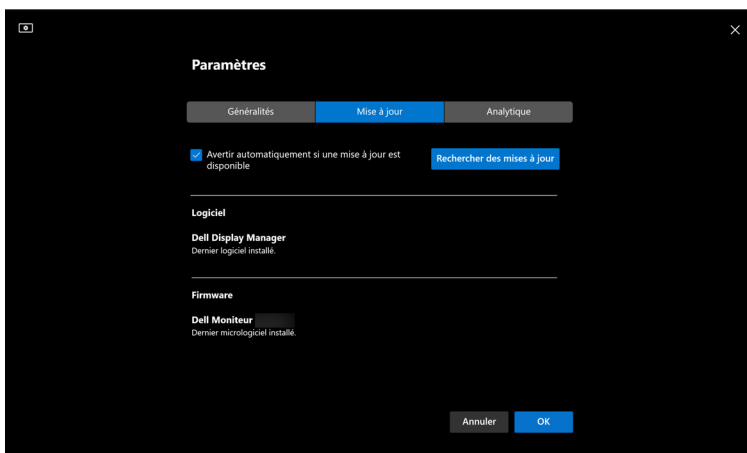 Paramètres
Généralités
Mise à jour
Analytique
Avertir automatiquement si une mise à jour est
disponible
Rechercher des mises à jour
Logiciel
Dell Display Manager
Dernier logiciel installé.
Firmware
Dell Moniteur
Dernier micrologiciel installé.
Annuler
OK